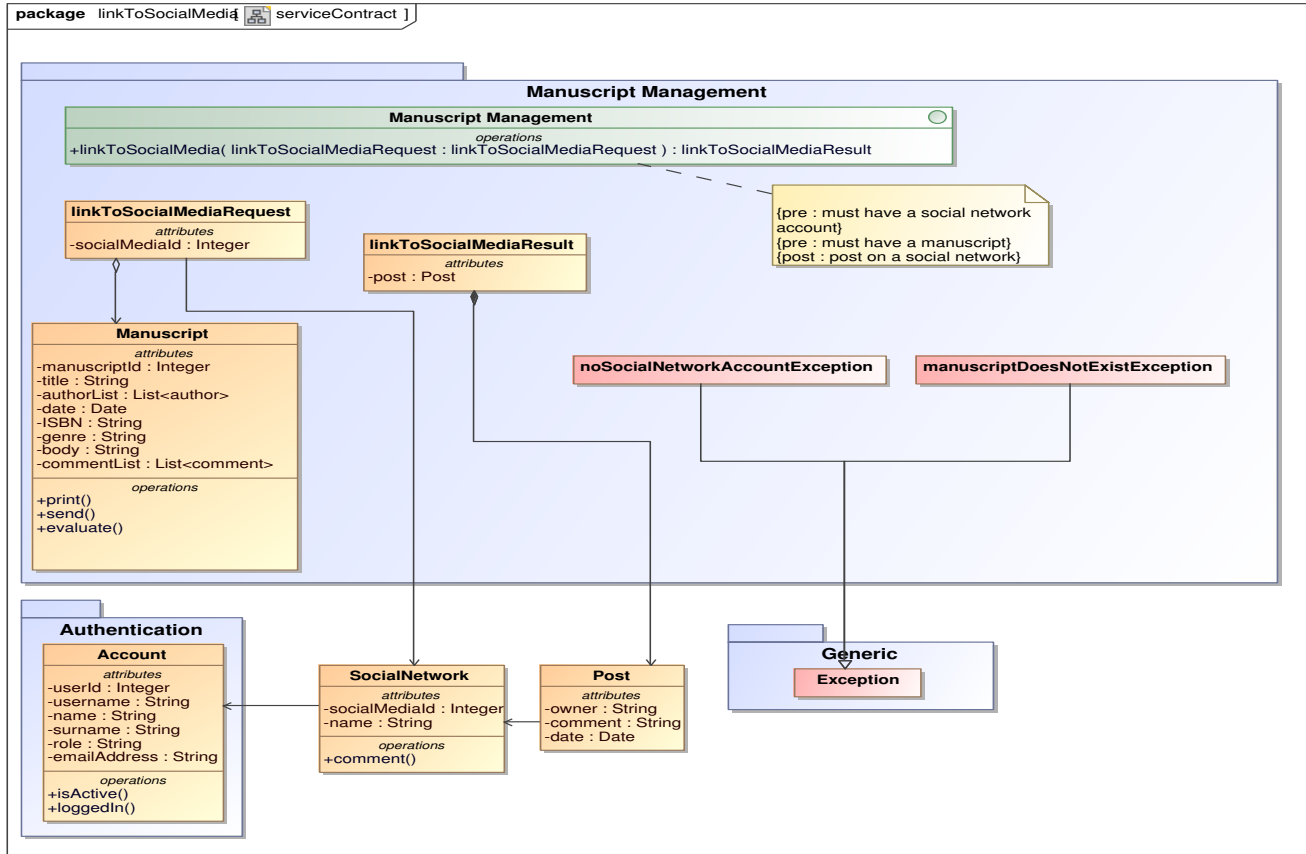 package linkToSocialMedia[ serviceContract ]
Manuscript Management
Manuscript Management
operations
+linkToSocialMedia( linkToSocialMediaRequest : linkToSocialMediaRequest ) : linkToSocialMediaResult
{pre : must have a social network
account}
{pre : must have a manuscript}
{post : post on a social network}
linkToSocialMediaRequest
attributes
-socialMediaId : Integer
linkToSocialMediaResult
attributes
-post : Post
Manuscript
attributes
-manuscriptId : Integer
-title : String
-authorList : List<author>
-date : Date
-ISBN : String
-genre : String
-body : String
-commentList : List<comment>
operations
+print()
+send()
+evaluate()
noSocialNetworkAccountException
manuscriptDoesNotExistException
Authentication
Account
attributes
-userId : Integer
-username : String
-name : String
-surname : String
-role : String
-emailAddress : String
operations
+isActive()
+loggedIn()
SocialNetwork
attributes
-socialMediaId : Integer
-name : String
operations
+comment()
Post
attributes
-owner : String
-comment : String
-date : Date
Generic
Exception